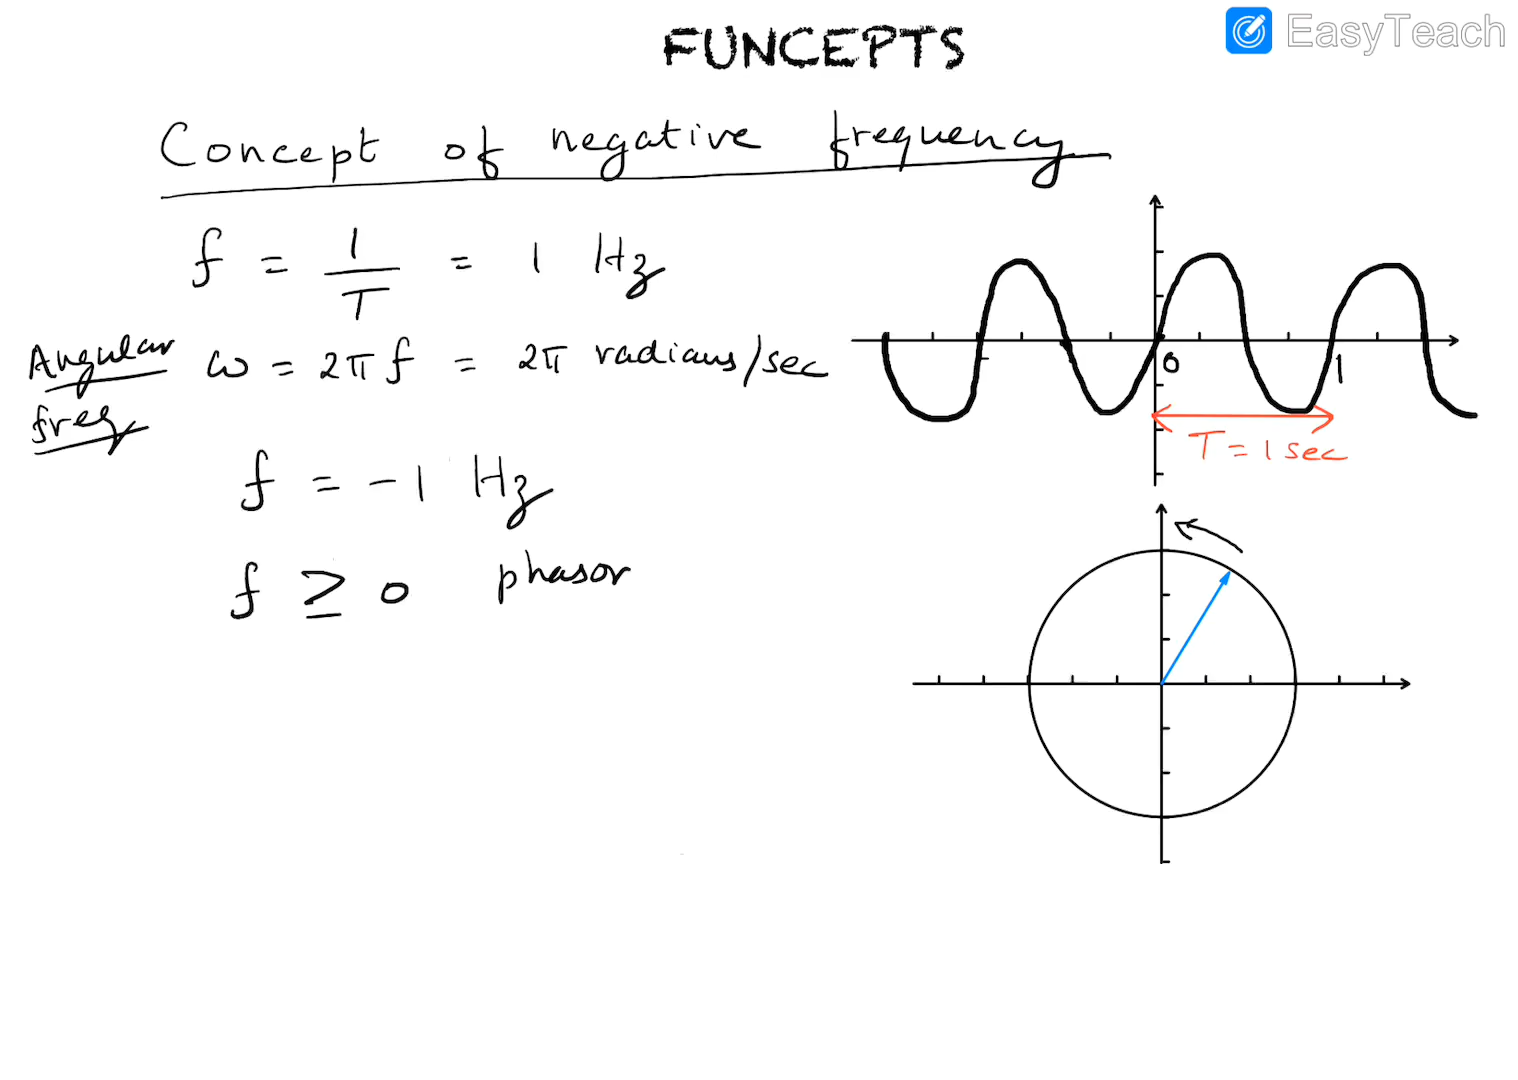 FUNCEPTS
EasyTeach
Concept of negative frequency
f = 1/T = 1 Hz
Angular freq
ω = 2π f = 2π radians/sec
f = -1 Hz
f ≥ 0 phasor
0
1
T = 1 sec